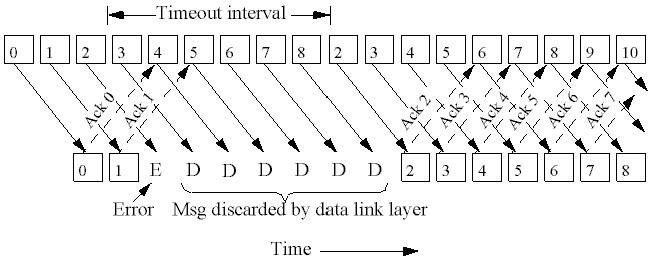 Timeout interval
0 1 2 3 4 5 6 7 8 2 3 4 5 6 7 8 9 10
Ack 0 Ack 1 Ack 2 Ack 3 Ack 4 Ack 5 Ack 6 Ack 7
0 1 E D D D D D D 2 3 4 5 6 7 8
Error Msg discarded by data link layer
Time